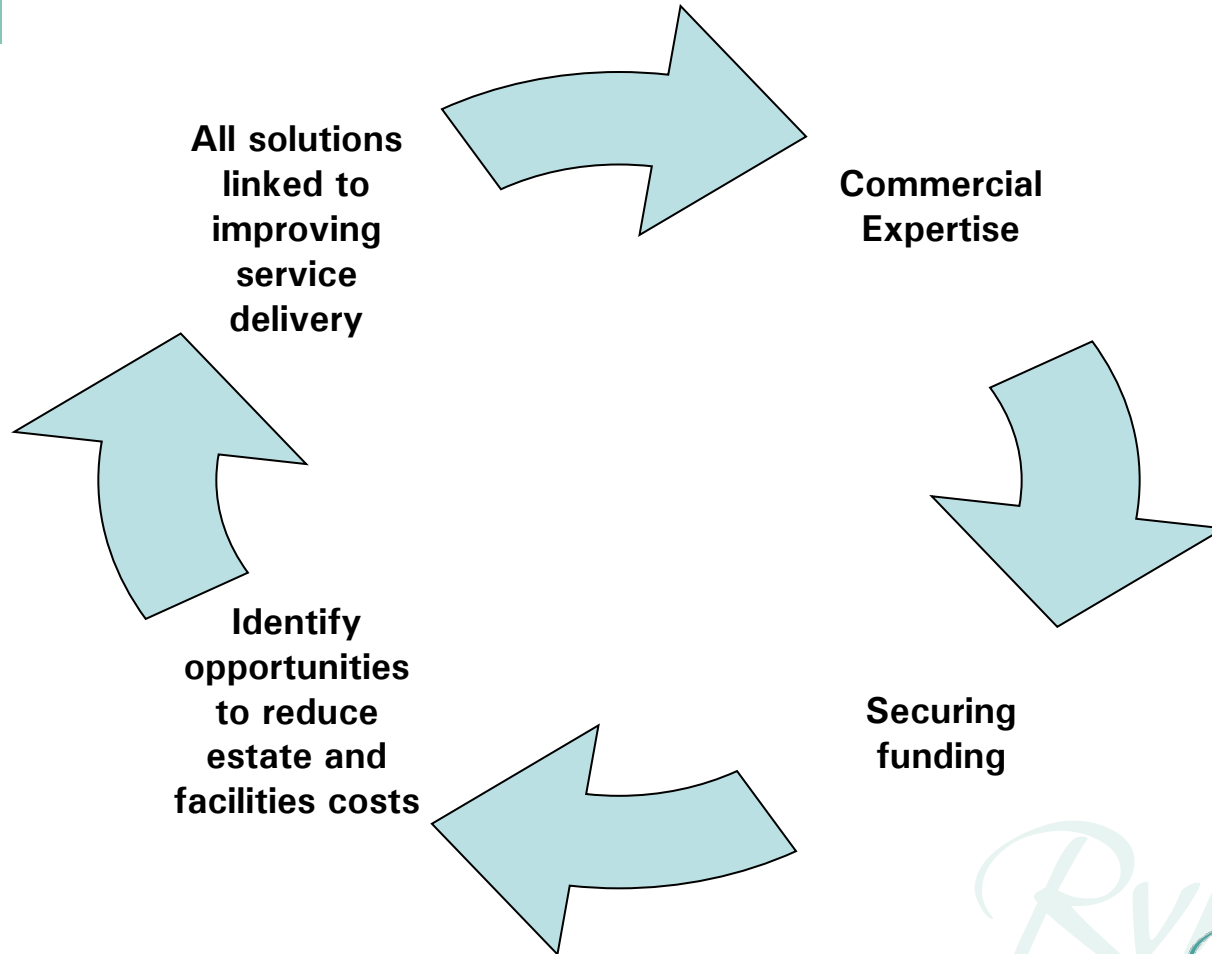 All solutions
linked to
improving
service
delivery
Commercial
Expertise
Securing
funding
Identify
opportunities
to reduce
estate and
facilities costs